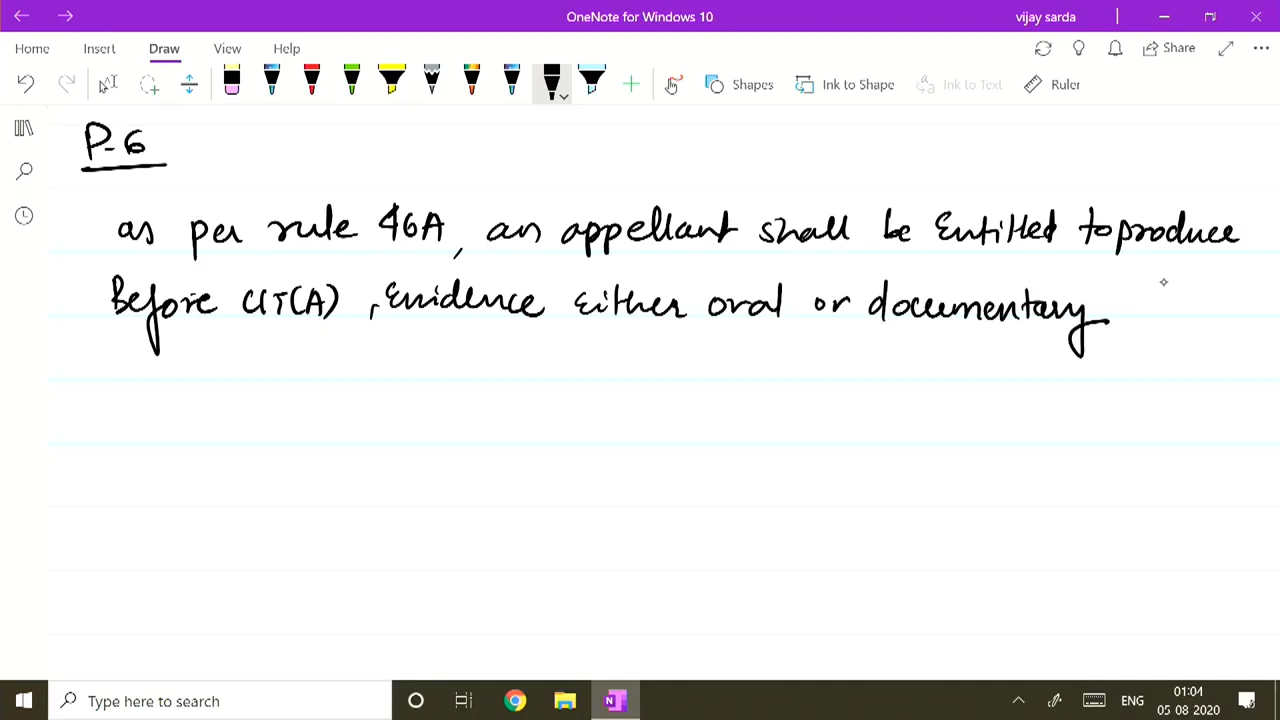 OneNote for Windows 10
vijay sarda
Home Insert Draw View Help
Share
Shapes Ink to Shape Ink to Text Ruler
P-6
as per rule 46A, an appellant shall be Entitled to produce
Before CIT(A), Evidence Either oral or documentary
Type here to search
ENG
01:04
05-08-2020